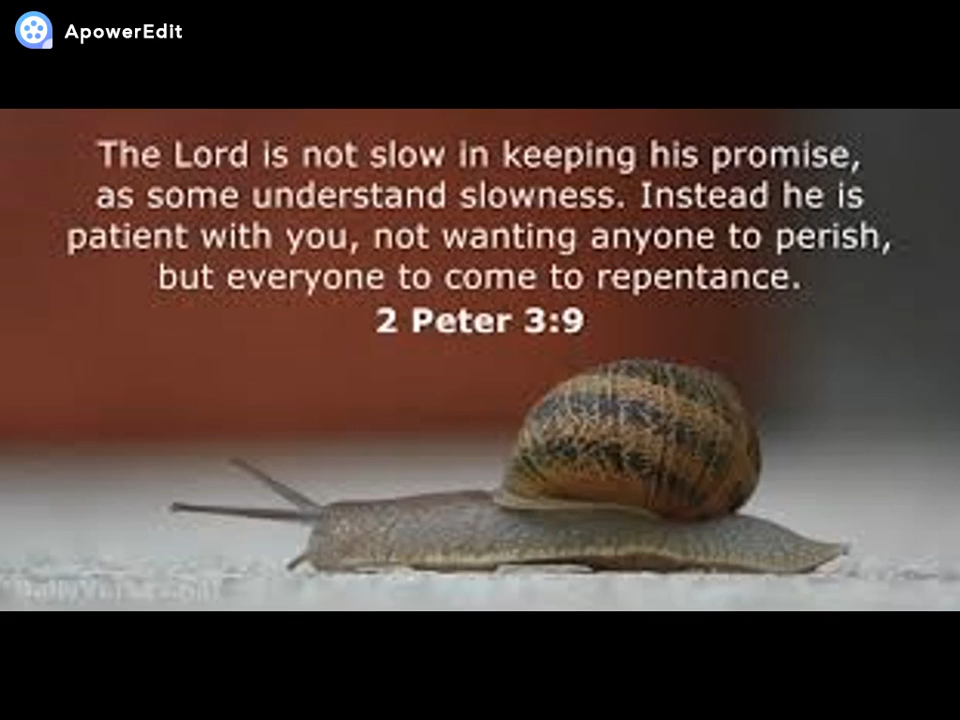 ApowerEdit
The Lord is not slow in keeping his promise,
as some understand slowness. Instead he is
patient with you, not wanting anyone to perish,
but everyone to come to repentance.
2 Peter 3:9